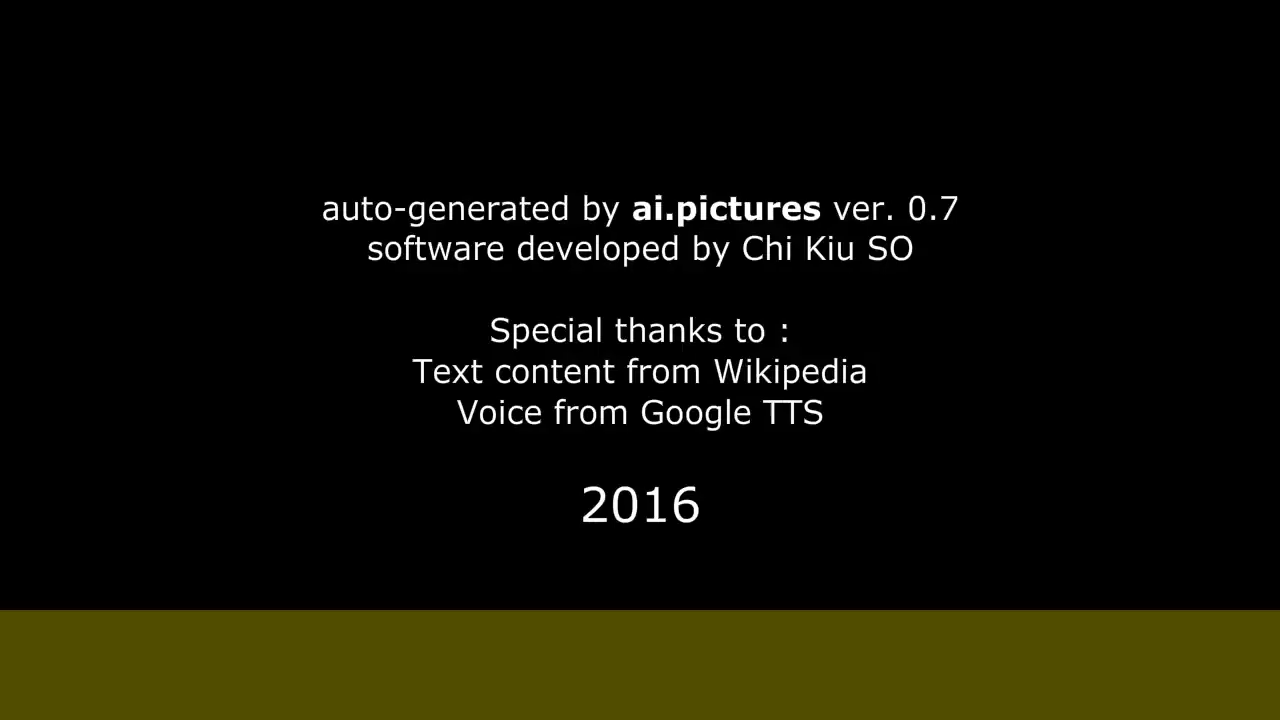 auto-generated by ai.pictures ver. 0.7
software developed by Chi Kiu SO
Special thanks to :
Text content from Wikipedia
Voice from Google TTS
2016